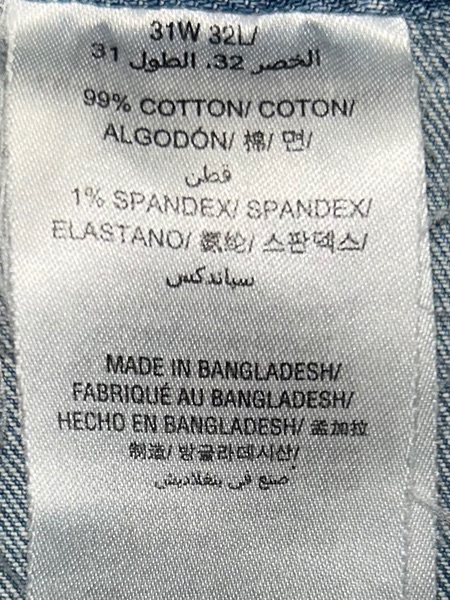 31W 32L/
الخصر 32، الطول 31
99% COTTON/ COTON/
ALGODÓN/ 棉/ 면/
قطن
1% SPANDEX/ SPANDEX/
ELASTANO/ 氨纶/ 스판덱스/
سباندكس
MADE IN BANGLADESH/
FABRIQUÉ AU BANGLADESH/
HECHO EN BANGLADESH/ 孟加拉
制造/ 방글라데시산/
صنع في بنغلاديش